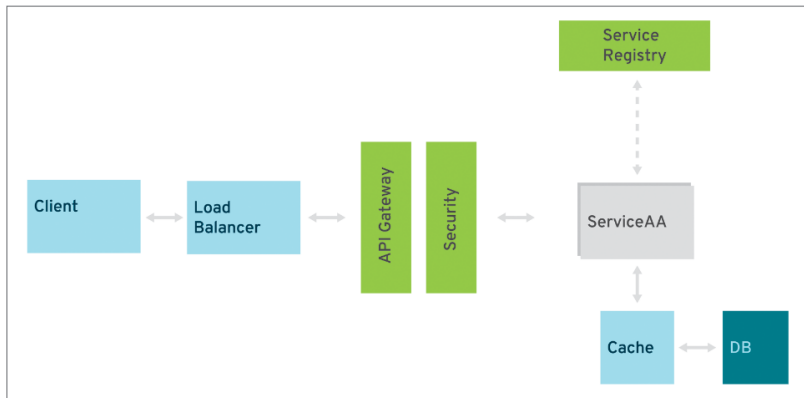 Service
Registry
Client
Load
Balancer
API Gateway
Security
ServiceAA
Cache
DB